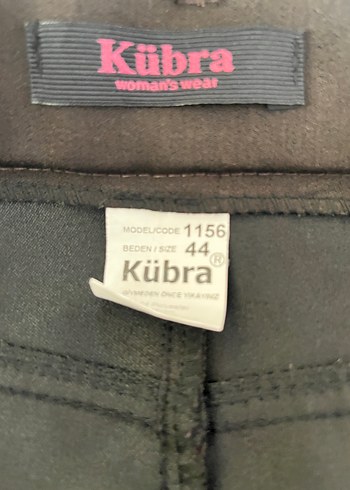 Kübra
woman's wear
MODEL/CODE 1156
BEDEN / SIZE 44
Kübra®
GİYMEDEN ÖNCE YIKAYINIZ